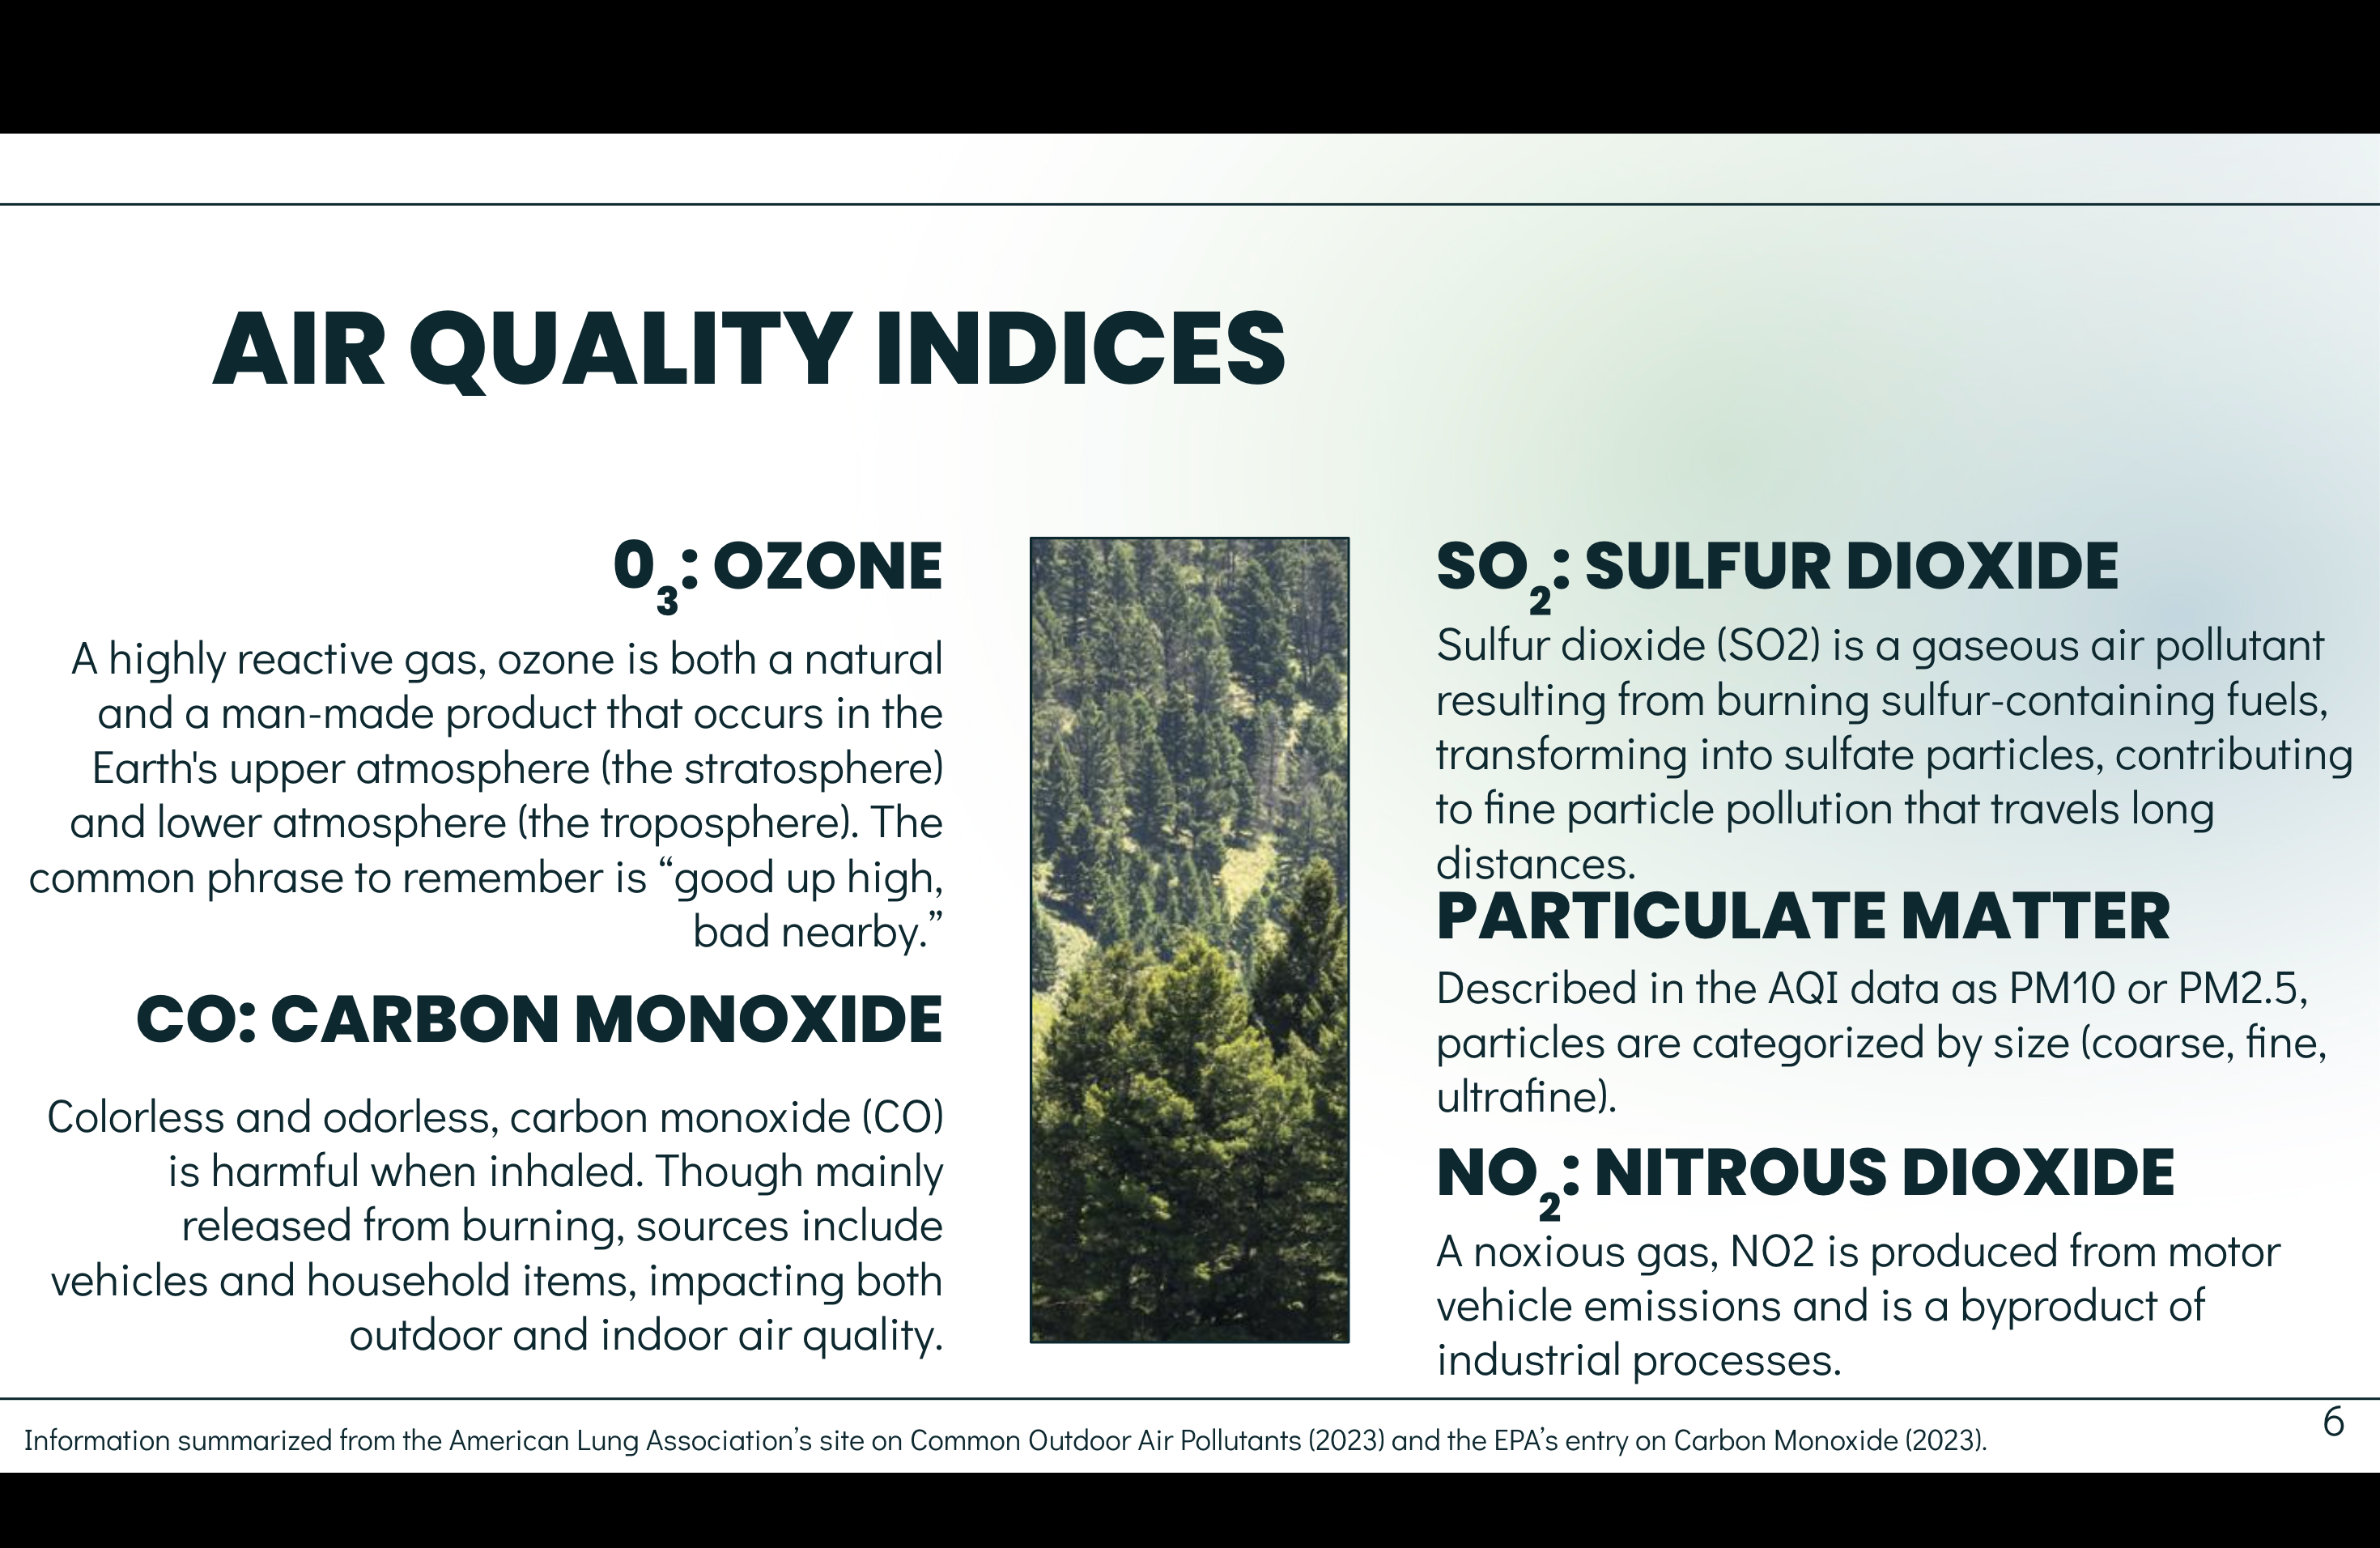 AIR QUALITY INDICES
0₃: OZONE
A highly reactive gas, ozone is both a natural
and a man-made product that occurs in the
Earth's upper atmosphere (the stratosphere)
and lower atmosphere (the troposphere). The
common phrase to remember is “good up high,
bad nearby.”
CO: CARBON MONOXIDE
Colorless and odorless, carbon monoxide (CO)
is harmful when inhaled. Though mainly
released from burning, sources include
vehicles and household items, impacting both
outdoor and indoor air quality.
SO₂: SULFUR DIOXIDE
Sulfur dioxide (SO2) is a gaseous air pollutant
resulting from burning sulfur-containing fuels,
transforming into sulfate particles, contributing
to fine particle pollution that travels long
distances.
PARTICULATE MATTER
Described in the AQI data as PM10 or PM2.5,
particles are categorized by size (coarse, fine,
ultrafine).
NO₂: NITROUS DIOXIDE
A noxious gas, NO2 is produced from motor
vehicle emissions and is a byproduct of
industrial processes.
Information summarized from the American Lung Association’s site on Common Outdoor Air Pollutants (2023) and the EPA’s entry on Carbon Monoxide (2023).
6